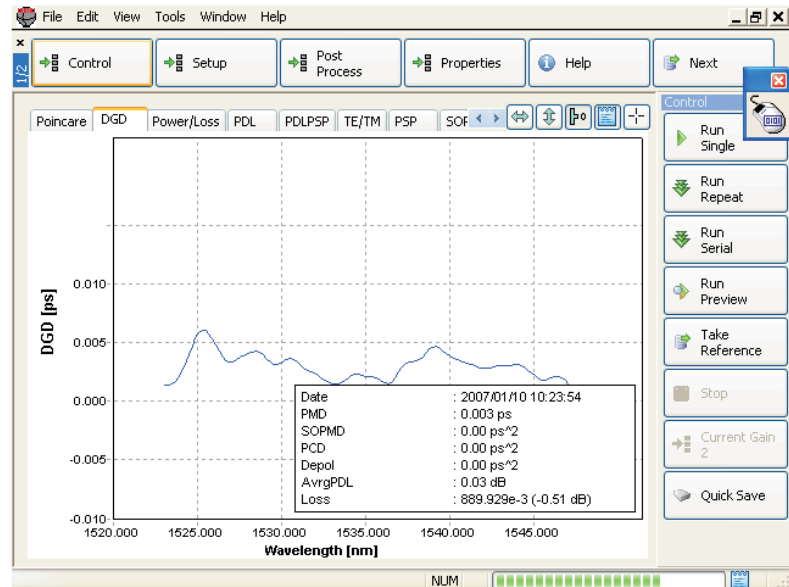 File Edit View Tools Window Help
1/2
Control
Setup
Post
Process
Properties
Help
Next
Poincare DGD Power/Loss PDL PDLPSP TE/TM PSP SOF
Control
Run
Single
Run
Repeat
Run
Serial
Run
Preview
Take
Reference
Stop
Current Gain
2
Quick Save
DGD [ps]
0.010
0.005
0.000
-0.005
-0.010
1520.000 1525.000 1530.000 1535.000 1540.000 1545.000
Wavelength [nm]
Date : 2007/01/10 10:23:54
PMD : 0.003 ps
SOPMD : 0.00 ps^2
PCD : 0.00 ps^2
Depol : 0.00 ps^2
AvrgPDL : 0.03 dB
Loss : 889.929e-3 (-0.51 dB)
NUM